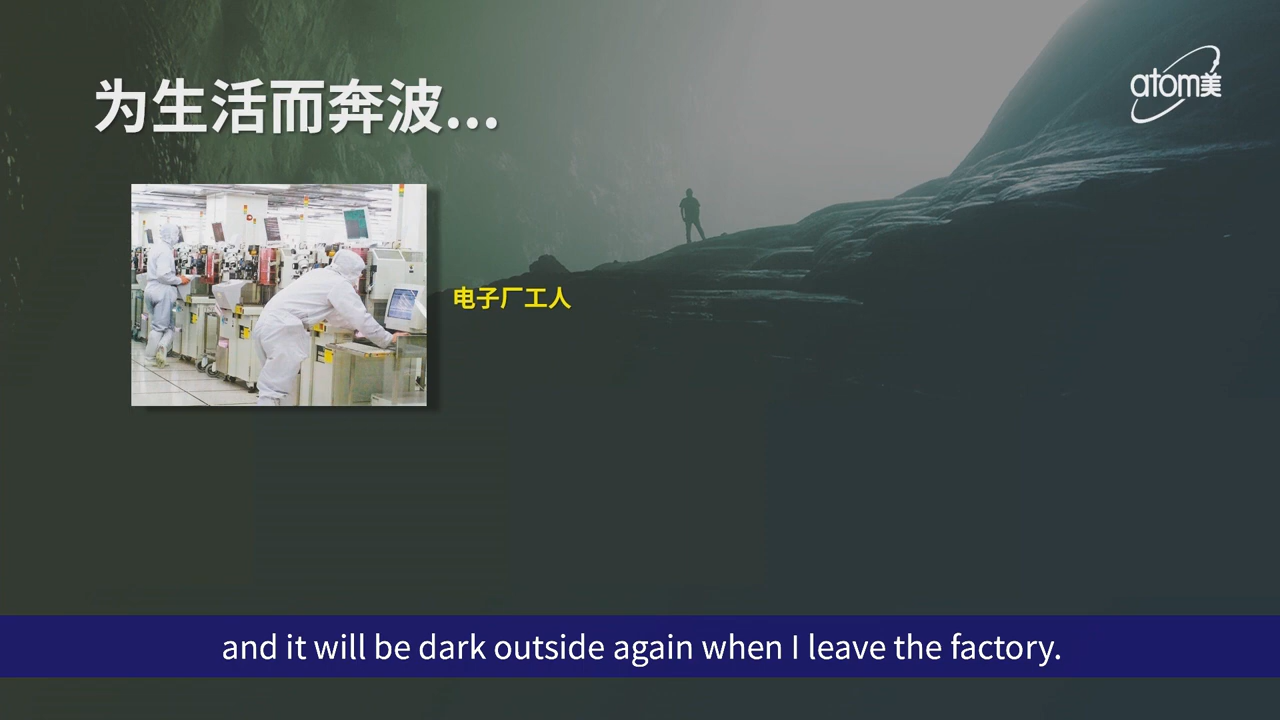 为生活而奔波...
atom美
电子厂工人
and it will be dark outside again when I leave the factory.